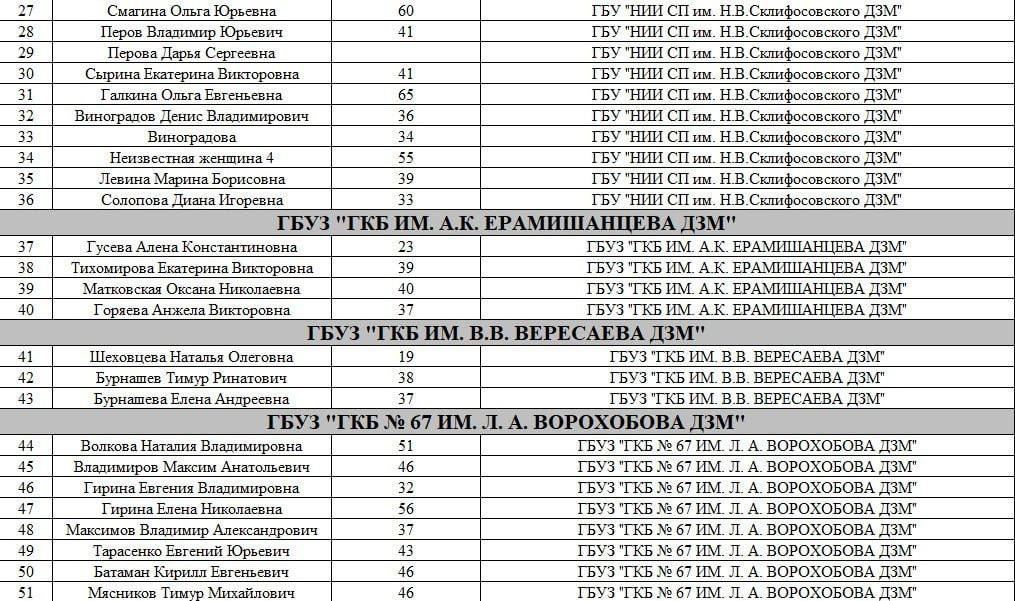 27 Смагина Ольга Юрьевна 60 ГБУ "НИИ СП им. Н.В.Склифосовского ДЗМ"
28 Перов Владимир Юрьевич 41 ГБУ "НИИ СП им. Н.В.Склифосовского ДЗМ"
29 Перова Дарья Сергеевна ГБУ "НИИ СП им. Н.В.Склифосовского ДЗМ"
30 Сырина Екатерина Викторовна 41 ГБУ "НИИ СП им. Н.В.Склифосовского ДЗМ"
31 Галкина Ольга Евгеньевна 65 ГБУ "НИИ СП им. Н.В.Склифосовского ДЗМ"
32 Виноградов Денис Владимирович 36 ГБУ "НИИ СП им. Н.В.Склифосовского ДЗМ"
33 Виноградова 34 ГБУ "НИИ СП им. Н.В.Склифосовского ДЗМ"
34 Неизвестная женщина 4 55 ГБУ "НИИ СП им. Н.В.Склифосовского ДЗМ"
35 Левина Марина Борисовна 39 ГБУ "НИИ СП им. Н.В.Склифосовского ДЗМ"
36 Солопова Диана Игоревна 33 ГБУ "НИИ СП им. Н.В.Склифосовского ДЗМ"
ГБУЗ "ГКБ ИМ. А.К. ЕРАМИШАНЦЕВА ДЗМ"
37 Гусева Алена Константиновна 23 ГБУЗ "ГКБ ИМ. А.К. ЕРАМИШАНЦЕВА ДЗМ"
38 Тихомирова Екатерина Викторовна 39 ГБУЗ "ГКБ ИМ. А.К. ЕРАМИШАНЦЕВА ДЗМ"
39 Матковская Оксана Николаевна 40 ГБУЗ "ГКБ ИМ. А.К. ЕРАМИШАНЦЕВА ДЗМ"
40 Горяева Анжела Викторовна 37 ГБУЗ "ГКБ ИМ. А.К. ЕРАМИШАНЦЕВА ДЗМ"
ГБУЗ "ГКБ ИМ. В.В. ВЕРЕСАЕВА ДЗМ"
41 Шеховцева Наталья Олеговна 19 ГБУЗ "ГКБ ИМ. В.В. ВЕРЕСАЕВА ДЗМ"
42 Бурнашев Тимур Ринатович 38 ГБУЗ "ГКБ ИМ. В.В. ВЕРЕСАЕВА ДЗМ"
43 Бурнашева Елена Андреевна 37 ГБУЗ "ГКБ ИМ. В.В. ВЕРЕСАЕВА ДЗМ"
ГБУЗ "ГКБ № 67 ИМ. Л. А. ВОРОХОБОВА ДЗМ"
44 Волкова Наталия Владимировна 51 ГБУЗ "ГКБ № 67 ИМ. Л. А. ВОРОХОБОВА ДЗМ"
45 Владимиров Максим Анатольевич 46 ГБУЗ "ГКБ № 67 ИМ. Л. А. ВОРОХОБОВА ДЗМ"
46 Гирина Евгения Владимировна 32 ГБУЗ "ГКБ № 67 ИМ. Л. А. ВОРОХОБОВА ДЗМ"
47 Гирина Елена Николаевна 56 ГБУЗ "ГКБ № 67 ИМ. Л. А. ВОРОХОБОВА ДЗМ"
48 Максимов Владимир Александрович 37 ГБУЗ "ГКБ № 67 ИМ. Л. А. ВОРОХОБОВА ДЗМ"
49 Тарасенко Евгений Юрьевич 43 ГБУЗ "ГКБ № 67 ИМ. Л. А. ВОРОХОБОВА ДЗМ"
50 Батаман Кирилл Евгеньевич 46 ГБУЗ "ГКБ № 67 ИМ. Л. А. ВОРОХОБОВА ДЗМ"
51 Мясников Тимур Михайлович 46 ГБУЗ "ГКБ № 67 ИМ. Л. А. ВОРОХОБОВА ДЗМ"